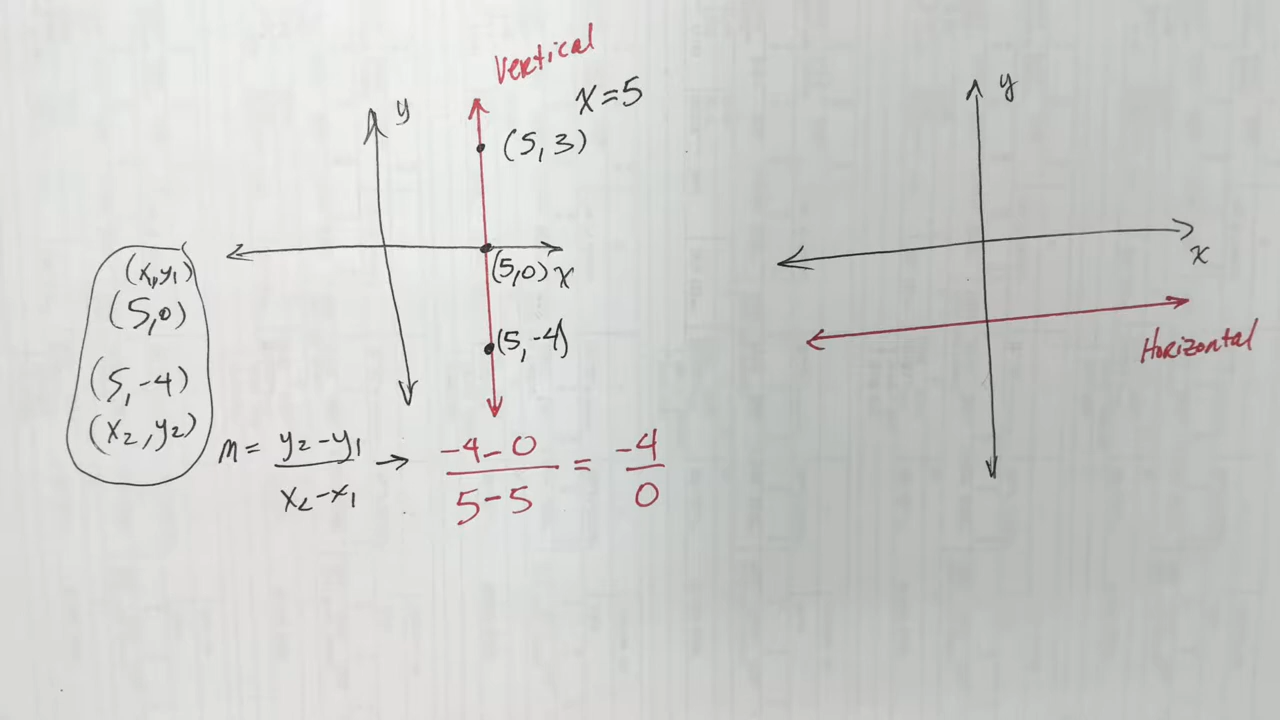 Vertical
x=5
y
(5, 3)
(5,0) x
(5,-4)
(x₁,y₁)
(5,0)
(5,-4)
(x₂,y₂)
m = y₂-y₁ / x₂-x₁ → -4-0 / 5-5 = -4 / 0
y
x
Horizontal